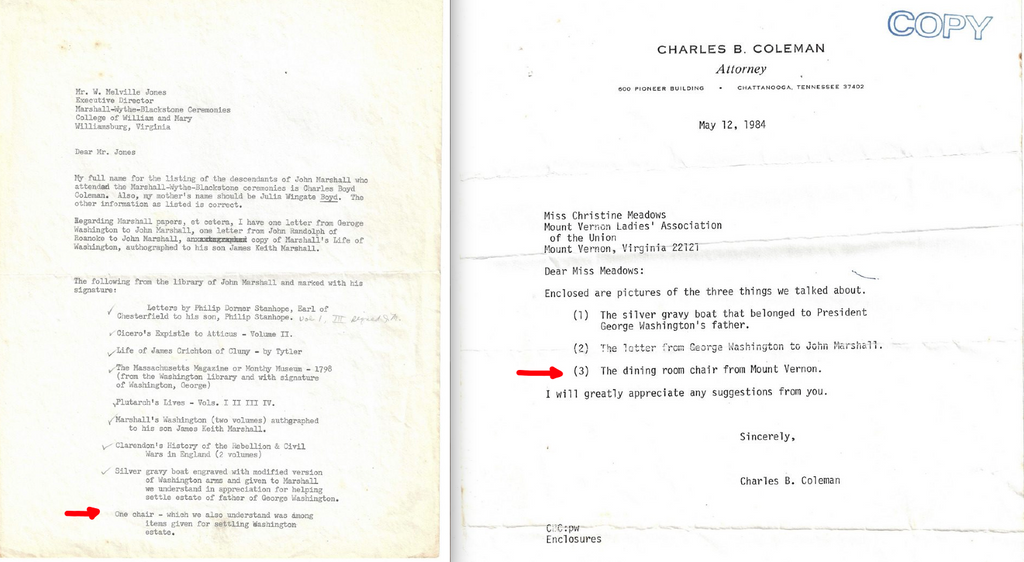 Mr. W. Melville Jones
Executive Director
Marshall-Wythe-Blackstone Ceremonies
College of William and Mary
Williamsburg, Virginia
Dear Mr. Jones
My full name for the listing of the descendants of John Marshall who
attended the Marshall-Wythe-Blackstone ceremonies is Charles Boyd
Coleman. Also, my mother's name should be Julia Wingate Boyd. The
other information as listed is correct.
Regarding Marshall papers, et cetera, I have one letter from Geroge
Washington to John Marshall, one letter from John Randolph of
Roanoke to John Marshall, copy of Marshall's Life of
Washington, authographed to his son James Keith Marshall.
The following from the library of John Marshall and marked with his
signature:
Letters by Philip Dormer Stanhope, Earl of
Chesterfield to his son, Philip Stanhope. Vol I, III
Cicero's Expistle to Atticus - Volume II.
Life of James Crichton of Cluny - by Tytler
The Massachusetts Magazine or Monthy Museum - 1798
(from the Washington library and with signature
of Washington, George)
Plutarch's Lives - Vols. I II III IV.
Marshall's Washington (two volumes) authgraphed
to his son James Keith Marshall.
Clarendon's History of the Rebellion & Civil
Wars in England (2 volumes)
Silver gravy boat engraved with modified version
of Washington arms and given to Marshall
we understand in appreciation for helping
settle estate of father of George Washington.
One chair - which we also understand was among
items given for settling Washington
estate.
COPY
CHARLES B. COLEMAN
Attorney
600 PIONEER BUILDING • CHATTANOOGA, TENNESSEE 37402
May 12, 1984
Miss Christine Meadows
Mount Vernon Ladies' Association
of the Union
Mount Vernon, Virginia 22121
Dear Miss Meadows:
Enclosed are pictures of the three things we talked about.
(1) The silver gravy boat that belonged to President
George Washington's father.
(2) The letter from George Washington to John Marshall.
(3) The dining room chair from Mount Vernon.
I will greatly appreciate any suggestions from you.
Sincerely,
Charles B. Coleman
CBC:pw
Enclosures